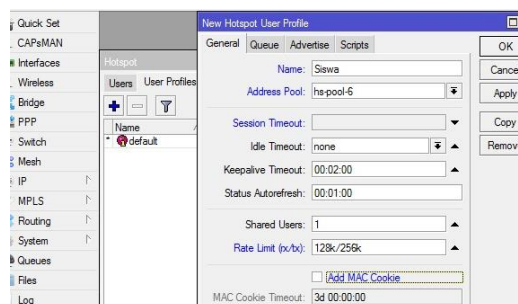 Quick Set
CAPsMAN
Interfaces
Wireless
Bridge
PPP
Switch
Mesh
IP
MPLS
Routing
System
Queues
Files
Log
Hotspot
Users User Profiles
Name
* default
New Hotspot User Profile
General Queue Advertise Scripts
Name: Siswa
Address Pool: hs-pool-6
Session Timeout:
Idle Timeout: none
Keepalive Timeout: 00:02:00
Status Autorefresh: 00:01:00
Shared Users: 1
Rate Limit (rx/tx): 128k/256k
Add MAC Cookie
MAC Cookie Timeout: 3d 00:00:00
OK
Cance
Apply
Copy
Remov